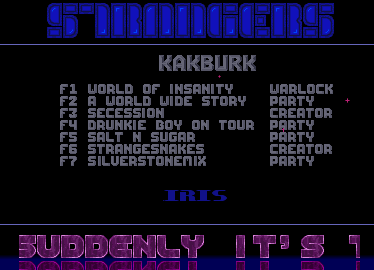 STRANGERS
KAKBURK
F1 WORLD OF INSANITY WARLOCK
F2 A WORLD WIDE STORY PARTY
F3 SECESSION CREATOR
F4 DRUNKIE BOY ON TOUR PARTY
F5 SALT N SUGAR PARTY
F6 STRANGESNAKES CREATOR
F7 SILVERSTONEMIX PARTY
IRIS
SUDDENLY IT'S